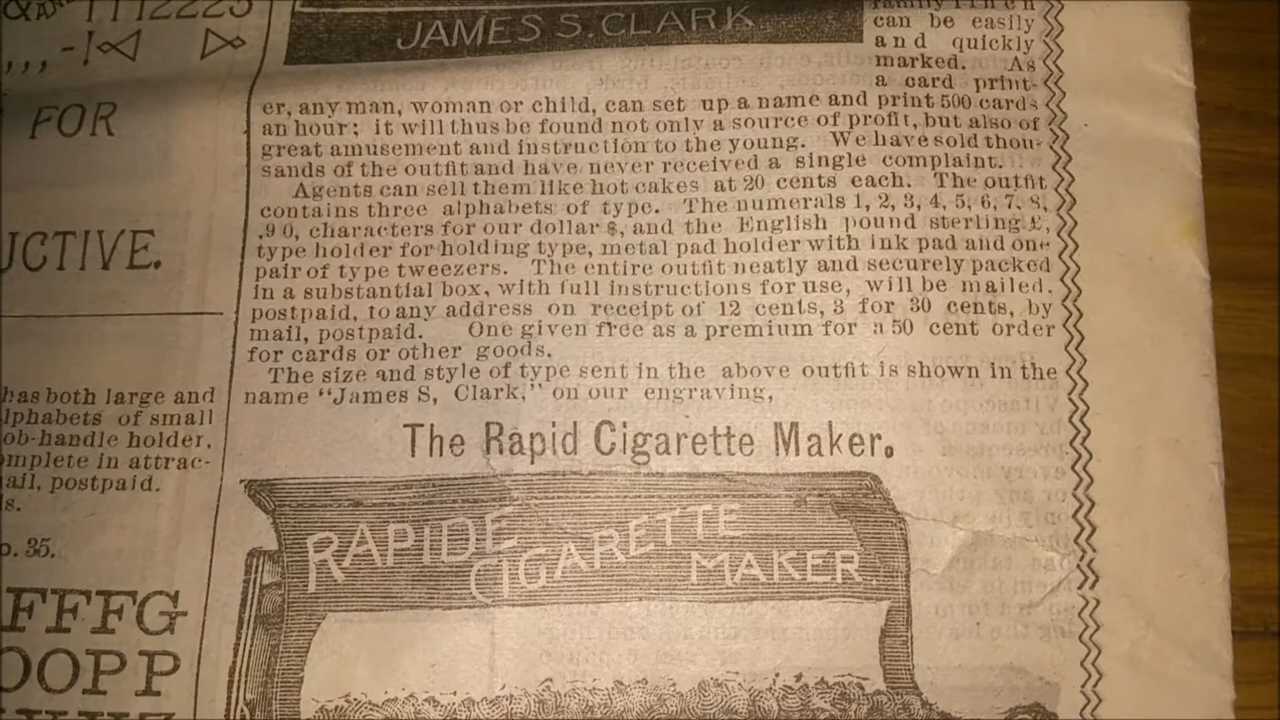 1112223
,,,-!
FOR
UCTIVE.
has both large and
lphabets of small
ob-handle holder,
omplete in attrac-
ail, postpaid.
35.
FFFG
OOPP
JAMES S. CLARK
can be easily
and quickly
marked. As
a card print-
er, any man, woman or child, can set up a name and print 500 cards
an hour; it will thus be found not only a source of profit, but also of
great amusement and instruction to the young. We have sold thou-
sands of the outfit and have never received a single complaint.
Agents can sell them like hot cakes at 20 cents each. The outfit
contains three alphabets of type. The numerals 1, 2, 3, 4, 5, 6, 7, 8,
.9 0, characters for our dollar $, and the English pound sterling £,
type holder for holding type, metal pad holder with ink pad and one
pair of type tweezers. The entire outfit neatly and securely packed
in a substantial box, with full instructions for use, will be mailed,
postpaid, to any address on receipt of 12 cents, 3 for 30 cents, by
mail, postpaid. One given free as a premium for a 50 cent order
for cards or other goods.
The size and style of type sent in the above outfit is shown in the
name "James S, Clark," on our engraving,
The Rapid Cigarette Maker.
RAPIDE
CIGARETTE
MAKER